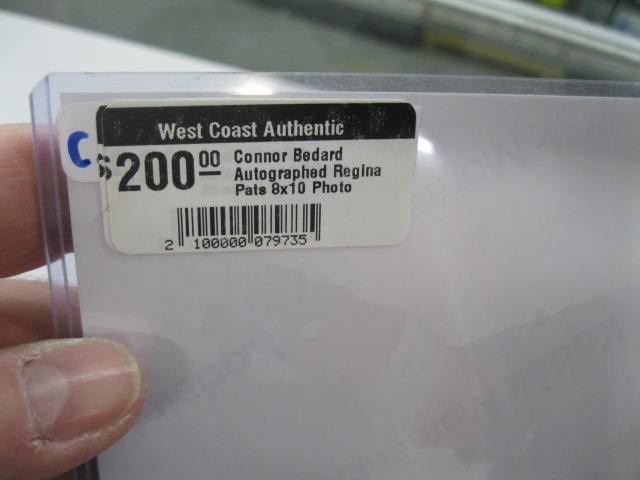 West Coast Authentic
C
$200.00 Connor Bedard
Autographed Regina
Pats 8x10 Photo
2 100000 079735